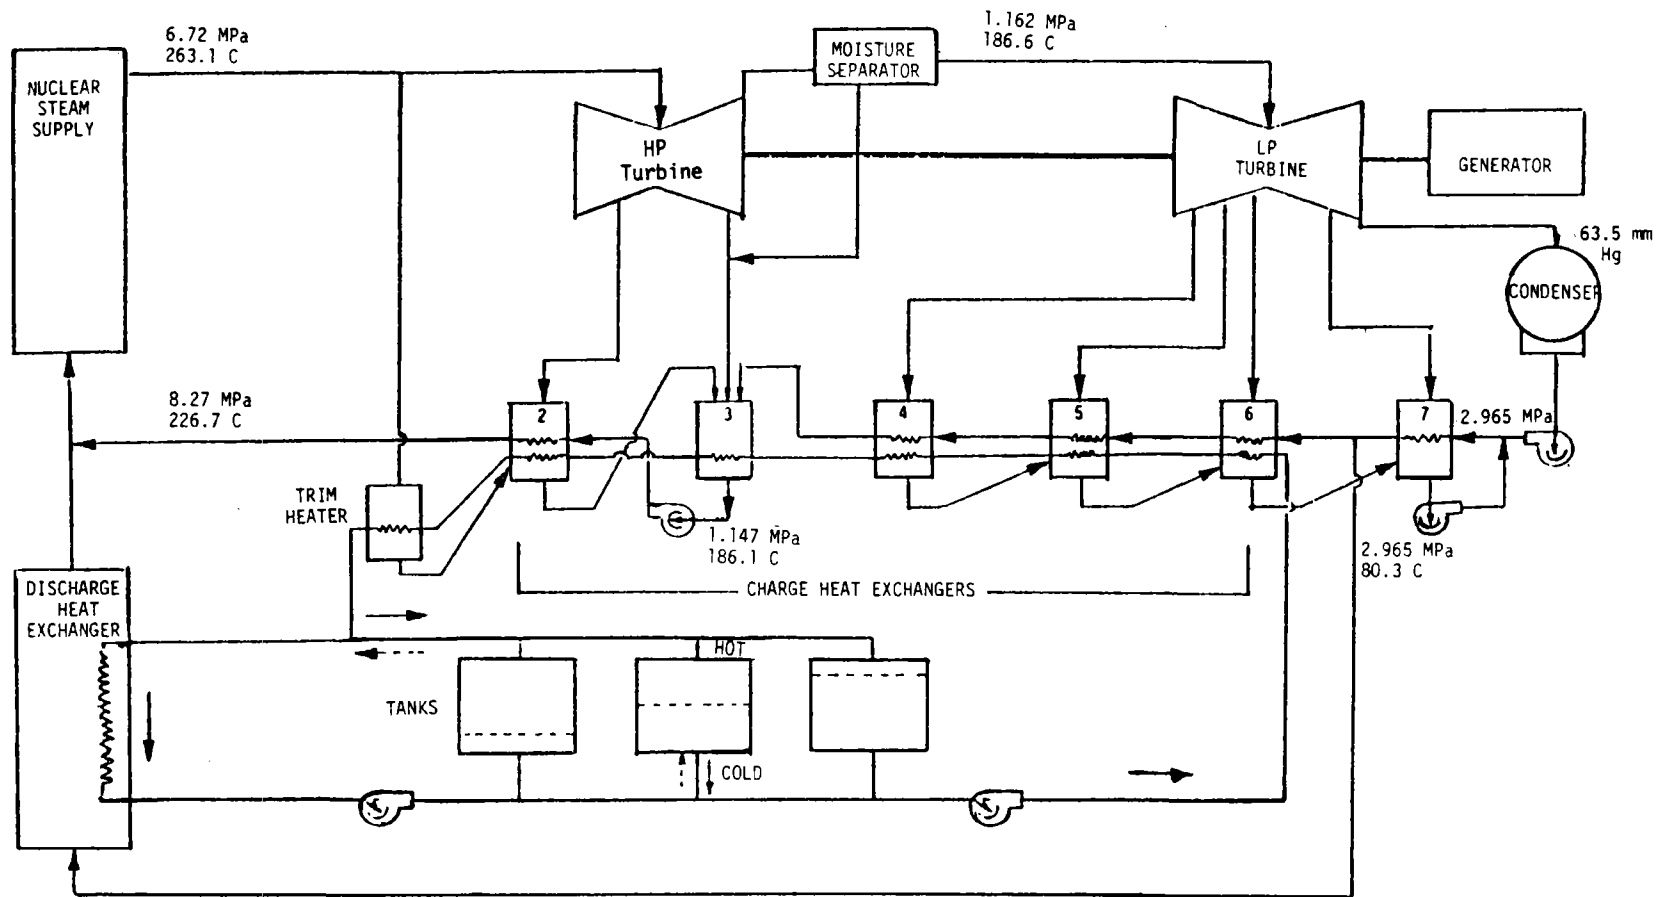 6.72 MPa
263.1 C
1.162 MPa
186.6 C
MOISTURE
SEPARATOR
NUCLEAR
STEAM
SUPPLY
HP
Turbine
LP
TURBINE
GENERATOR
63.5 mm
Hg
CONDENSER
8.27 MPa
226.7 C
2
3
4
5
6
7
2.965 MPa
TRIM
HEATER
1.147 MPa
186.1 C
2.965 MPa
80.3 C
CHARGE HEAT EXCHANGERS
DISCHARGE
HEAT
EXCHANGER
HOT
TANKS
COLD